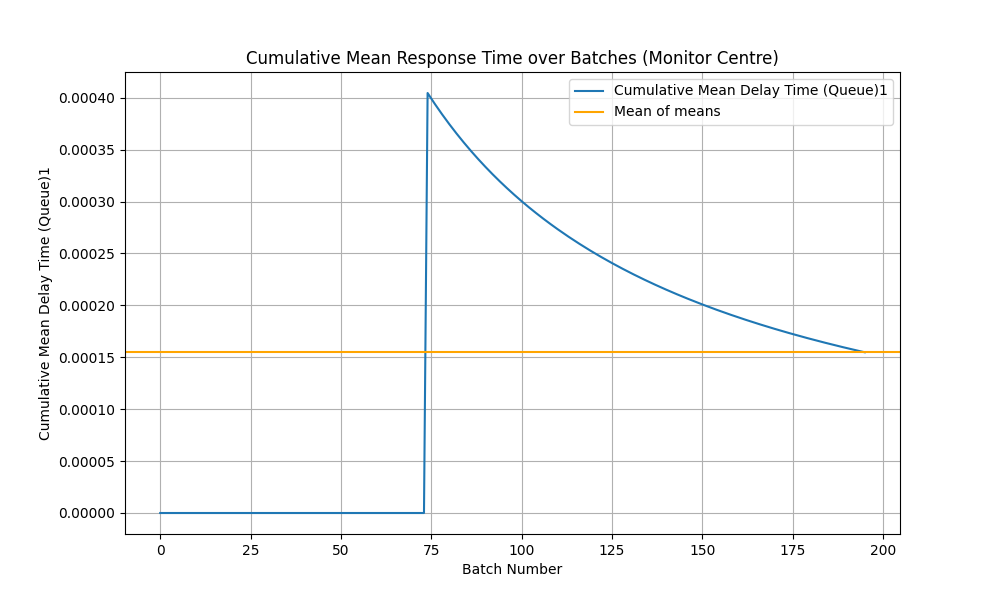 Cumulative Mean Response Time over Batches (Monitor Centre)
Cumulative Mean Delay Time (Queue)1
Mean of means
Cumulative Mean Delay Time (Queue)1
0.00040
0.00035
0.00030
0.00025
0.00020
0.00015
0.00010
0.00005
0.00000
0 25 50 75 100 125 150 175 200
Batch Number